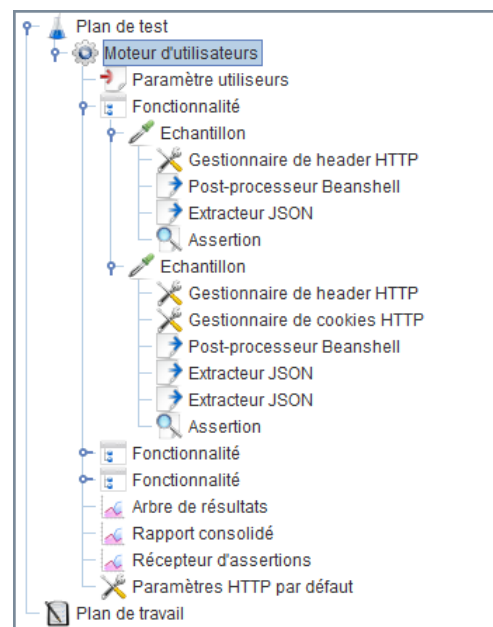 Plan de test
Moteur d'utilisateurs
Paramètre utiliseurs
Fonctionnalité
Echantillon
Gestionnaire de header HTTP
Post-processeur Beanshell
Extracteur JSON
Assertion
Echantillon
Gestionnaire de header HTTP
Gestionnaire de cookies HTTP
Post-processeur Beanshell
Extracteur JSON
Extracteur JSON
Assertion
Fonctionnalité
Fonctionnalité
Arbre de résultats
Rapport consolidé
Récepteur d'assertions
Paramètres HTTP par défaut
Plan de travail